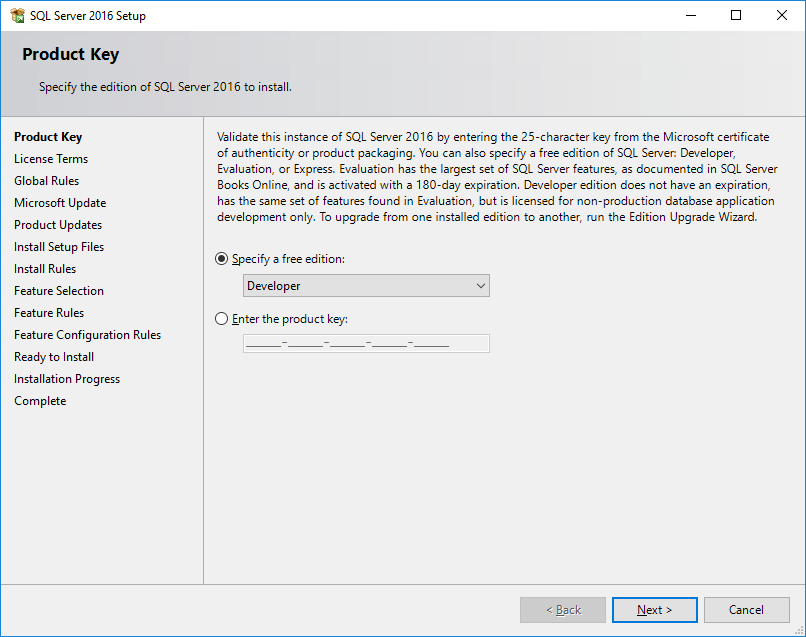 SQL Server 2016 Setup
Product Key
Specify the edition of SQL Server 2016 to install.
Product Key
License Terms
Global Rules
Microsoft Update
Product Updates
Install Setup Files
Install Rules
Feature Selection
Feature Rules
Feature Configuration Rules
Ready to Install
Installation Progress
Complete
Validate this instance of SQL Server 2016 by entering the 25-character key from the Microsoft certificate
of authenticity or product packaging. You can also specify a free edition of SQL Server: Developer,
Evaluation, or Express. Evaluation has the largest set of SQL Server features, as documented in SQL Server
Books Online, and is activated with a 180-day expiration. Developer edition does not have an expiration,
has the same set of features found in Evaluation, but is licensed for non-production database application
development only. To upgrade from one installed edition to another, run the Edition Upgrade Wizard.
Specify a free edition:
Developer
Enter the product key:
_____-_____-_____-_____-_____
< Back
Next >
Cancel